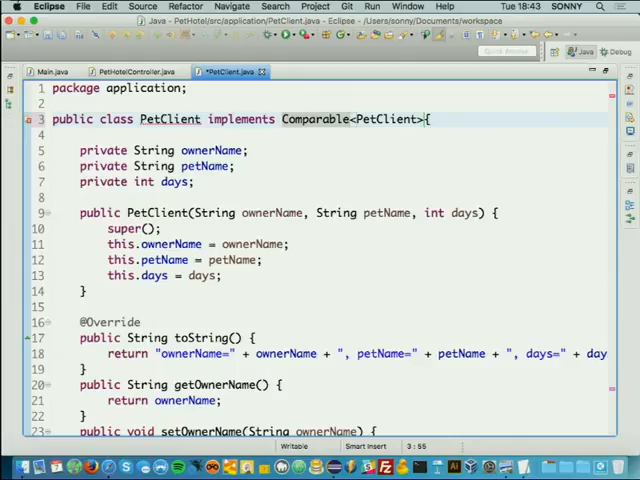 Eclipse File Edit Source Refactor Navigate Search Project Run Window Help Tue 18:43 SONNY
Java - PetHotel/src/application/PetClient.java - Eclipse - /Users/sonny/Documents/workspace
Quick Access
Java
Debug
Main.java
PetHotelController.java
*PetClient.java
1 package application;
2
3 public class PetClient implements Comparable<PetClient>{
4
5 private String ownerName;
6 private String petName;
7 private int days;
8
9 public PetClient(String ownerName, String petName, int days) {
10 super();
11 this.ownerName = ownerName;
12 this.petName = petName;
13 this.days = days;
14 }
15
16 @Override
17 public String toString() {
18 return "ownerName=" + ownerName + ", petName=" + petName + ", days=" + day
19 }
20 public String getOwnerName() {
21 return ownerName;
22 }
23 public void setOwnerName(String ownerName) {
Writable
Smart Insert
3 : 55